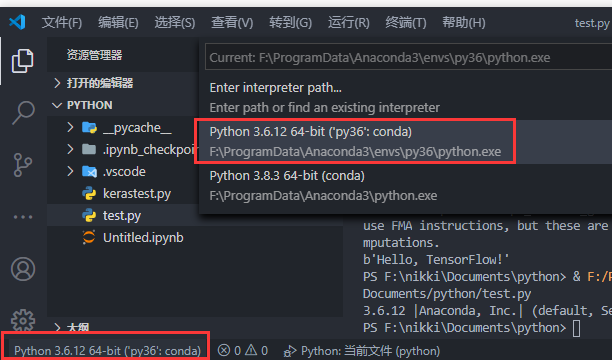 文件(F) 编辑(E) 选择(S) 查看(V) 转到(G) 运行(R) 终端(T) 帮助(H) test.py
资源管理器
打开的编辑器
PYTHON
__pycache__
.ipynb_checkpoin
.vscode
kerastest.py
test.py
Untitled.ipynb
大纲
Current: F:\ProgramData\Anaconda3\envs\py36\python.exe
Enter interpreter path...
Enter path or find an existing interpreter
Python 3.6.12 64-bit ('py36': conda)
F:\ProgramData\Anaconda3\envs\py36\python.exe
Python 3.8.3 64-bit (conda)
F:\ProgramData\Anaconda3\python.exe
use FMA instructions, but these are
mputations.
b'Hello, TensorFlow!'
PS F:\nikki\Documents\python> & F:/P
Documents/python/test.py
3.6.12 |Anaconda, Inc.| (default, Se
PS F:\nikki\Documents\python>
Python 3.6.12 64-bit ('py36': conda) 0 0 Python: 当前文件 (python)